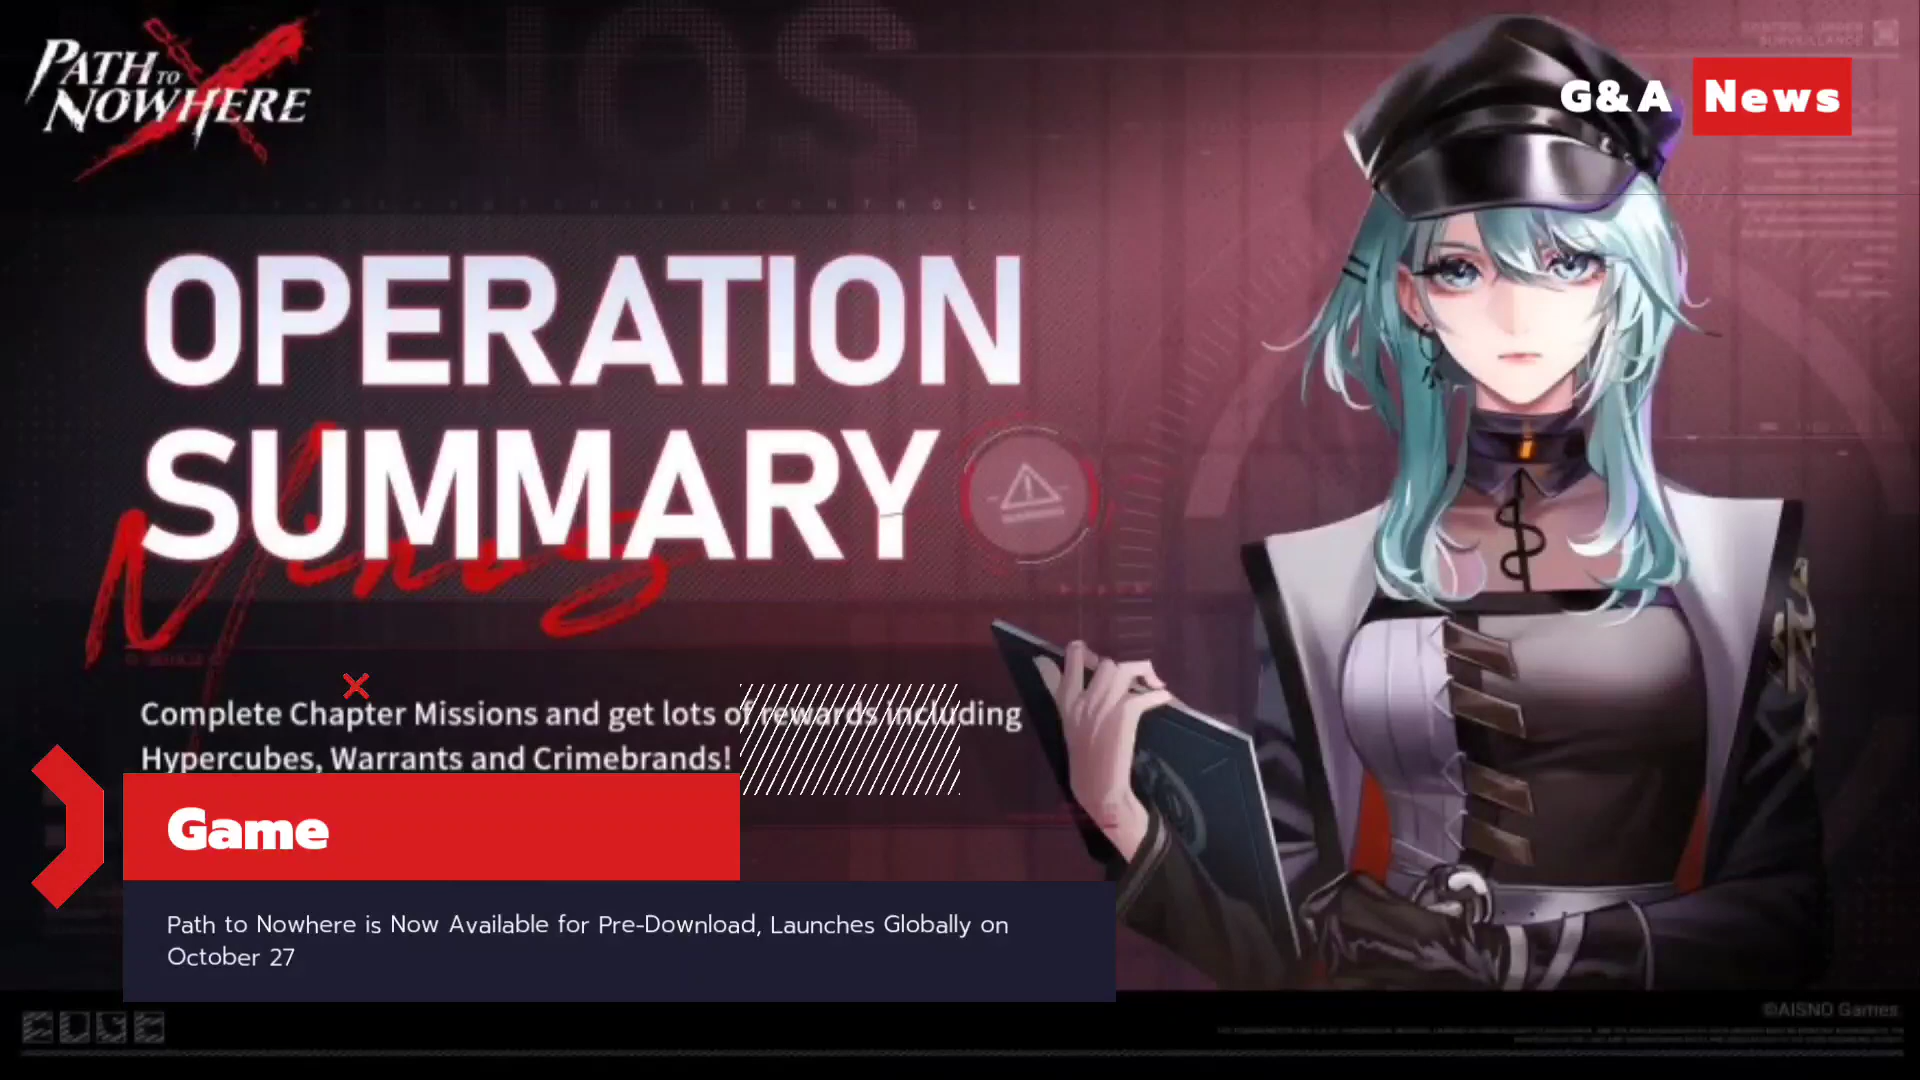 PATH TO
NOWHERE
G&A News
OPERATION
SUMMARY
Minos
Complete Chapter Missions and get lots of rewards including
Hypercubes, Warrants and Crimebrands!
Game
Path to Nowhere is Now Available for Pre-Download, Launches Globally on
October 27
©AISNO Games